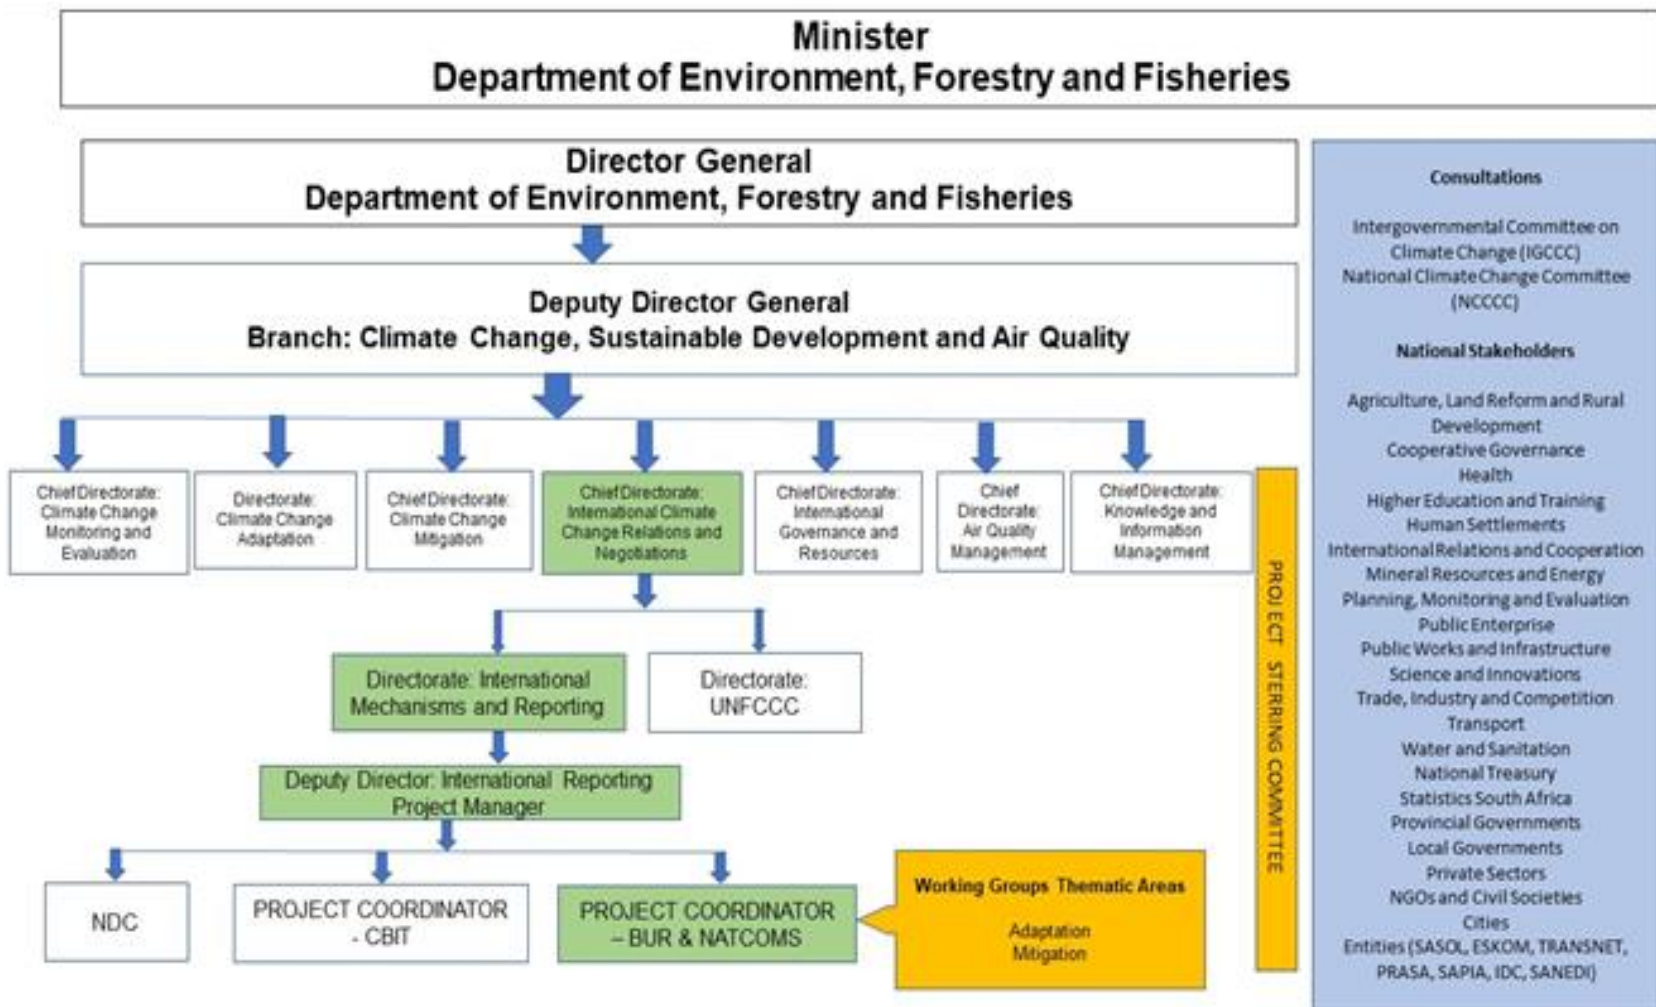 Minister
Department of Environment, Forestry and Fisheries
Director General
Department of Environment, Forestry and Fisheries
Deputy Director General
Branch: Climate Change, Sustainable Development and Air Quality
Chief Directorate:
Climate Change
Monitoring and
Evaluation
Directorate:
Climate Change
Adaptation
Chief Directorate:
Climate Change
Mitigation
Chief Directorate:
International Climate
Change Relations and
Negotiations
Chief Directorate:
International
Governance and
Resources
Chief
Directorate:
Air Quality
Management
Chief Directorate:
Knowledge and
Information
Management
Directorate: International
Mechanisms and Reporting
Directorate:
UNFCCC
Deputy Director: International Reporting
Project Manager
NDC
PROJECT COORDINATOR
- CBIT
PROJECT COORDINATOR
– BUR & NATCOMS
Working Groups Thematic Areas
Adaptation
Mitigation
PROJECT STERRING COMMITTEE
Consultations
Intergovernmental Committee on
Climate Change (IGCCC)
National Climate Change Committee
(NCCCC)
National Stakeholders
Agriculture, Land Reform and Rural
Development
Cooperative Governance
Health
Higher Education and Training
Human Settlements
International Relations and Cooperation
Mineral Resources and Energy
Planning, Monitoring and Evaluation
Public Enterprise
Public Works and Infrastructure
Science and Innovations
Trade, Industry and Competition
Transport
Water and Sanitation
National Treasury
Statistics South Africa
Provincial Governments
Local Governments
Private Sectors
NGOs and Civil Societies
Cities
Entities (SASOL, ESKOM, TRANSNET,
PRASA, SAPIA, IDC, SANEDI)